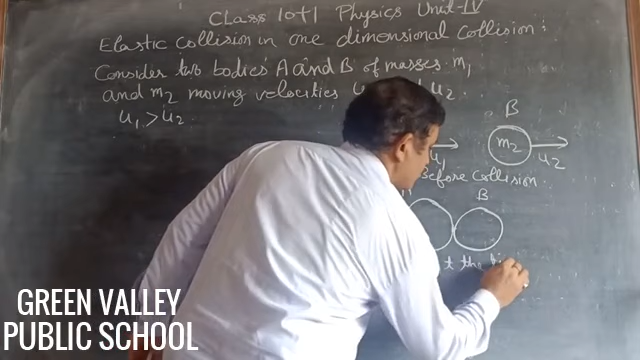 Class 10+1 Physics Unit-IV
Elastic Collision in one dimensional Collision:
Consider two bodies A and B of masses m₁
and m₂ moving velocities u u₂.
u₁ > u₂.
B
u₁ m₂ u₂
Before Collision.
B
t the
GREEN VALLEY
PUBLIC SCHOOL